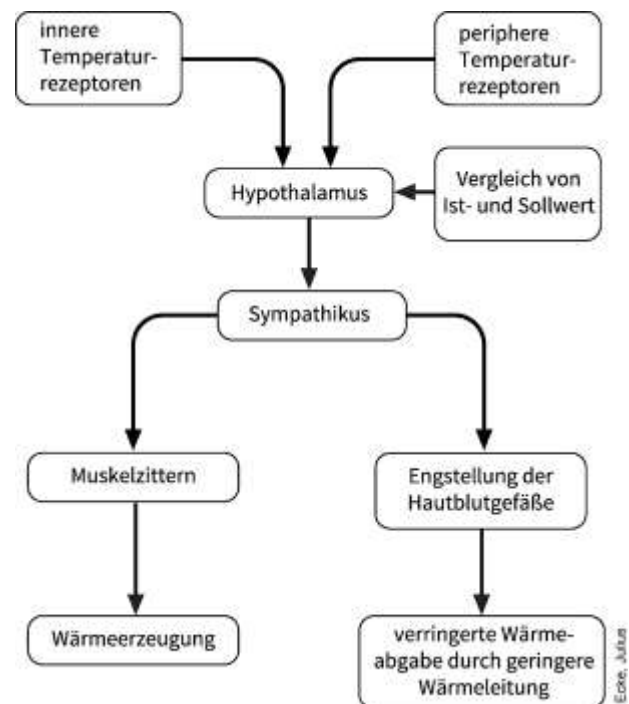 innere
Temperatur-
rezeptoren
periphere
Temperatur-
rezeptoren
Hypothalamus
Vergleich von
Ist- und Sollwert
Sympathikus
Muskelzittern
Engstellung der
Hautblutgefäße
Wärmeerzeugung
verringerte Wärme-
abgabe durch geringere
Wärmeleitung
Ecke, Julius